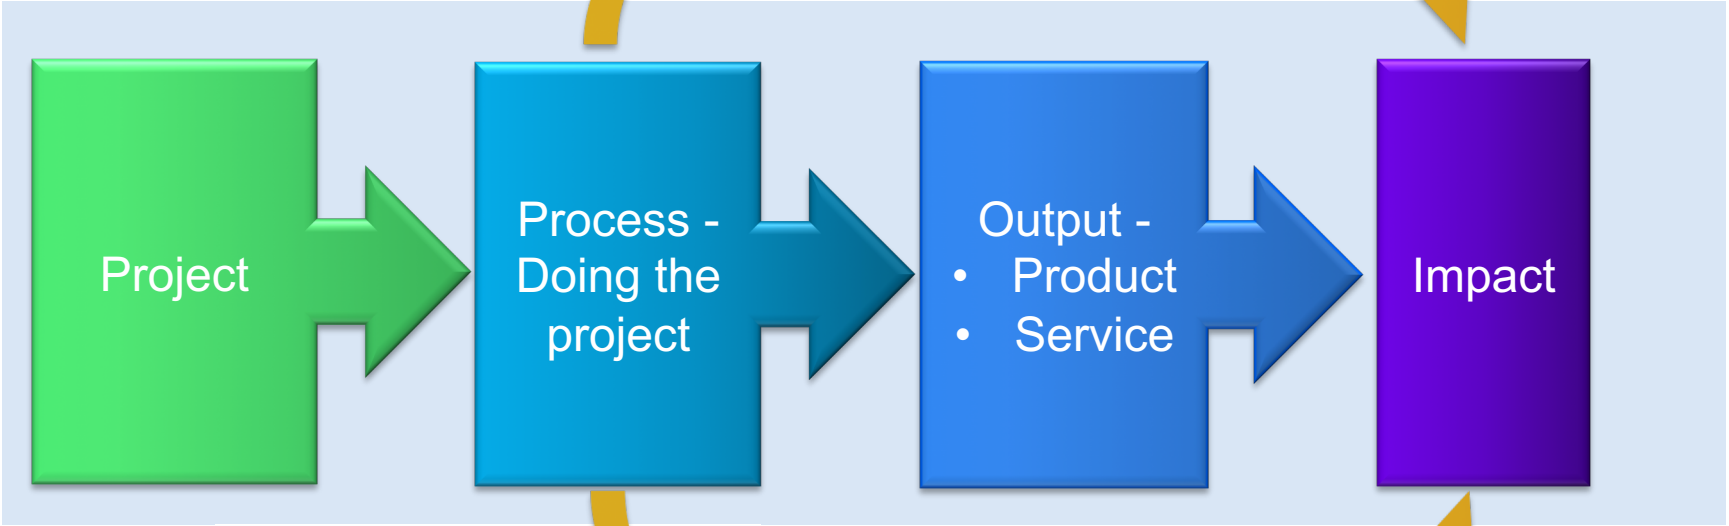 Project
Process -
Doing the
project
Output -
• Product
• Service
Impact